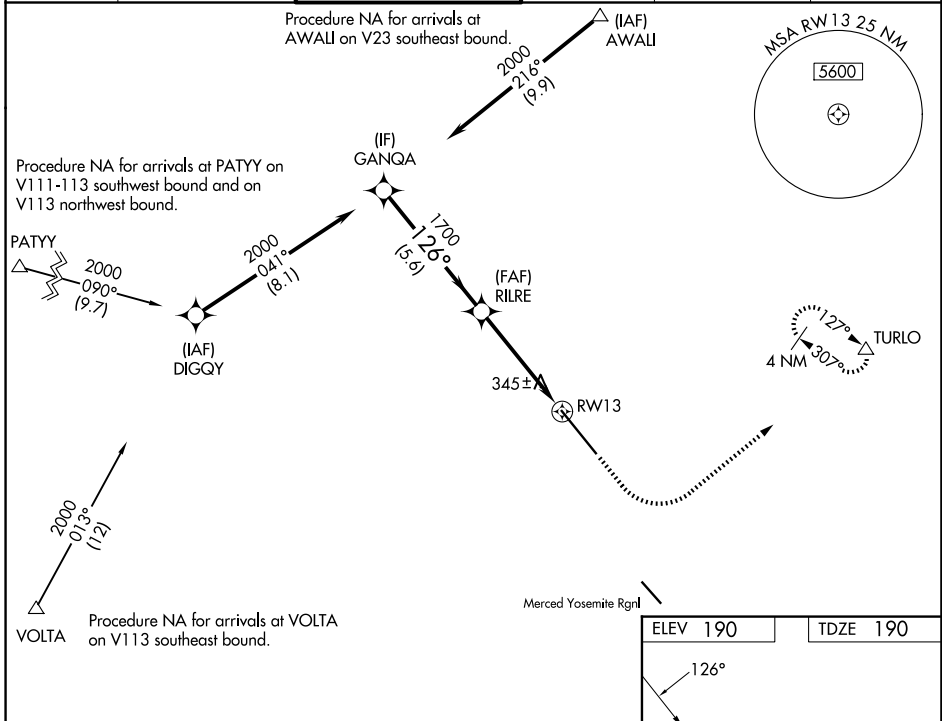 Procedure NA for arrivals at
AWALI on V23 southeast bound.
(IAF)
AWALI
2000
216°
(9.9)
MSA RW13 25 NM
5600
(IF)
GANQA
Procedure NA for arrivals at PATYY on
V111-113 southwest bound and on
V113 northwest bound.
PATYY
2000
090°
(9.7)
2000
041°
(8.1)
1700
126°
(5.6)
(FAF)
RILRE
(IAF)
DIGQY
127°
TURLO
4 NM
307°
345±
RW13
2000
013°
(12)
VOLTA
Procedure NA for arrivals at VOLTA
on V113 southeast bound.
Merced Yosemite Rgnl
ELEV 190
TDZE 190
126°